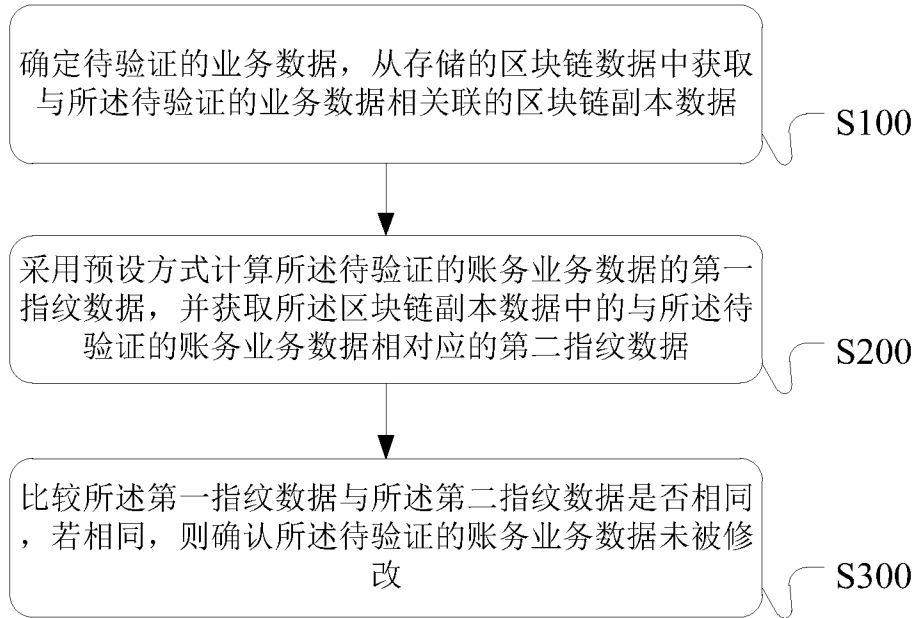 确定待验证的业务数据，从存储的区块链数据中获取
与所述待验证的业务数据相关联的区块链副本数据
S100
采用预设方式计算所述待验证的账务业务数据的第一
指纹数据，并获取所述区块链副本数据中的与所述待
验证的账务业务数据相对应的第二指纹数据
S200
比较所述第一指纹数据与所述第二指纹数据是否相同
，若相同，则确认所述待验证的账务业务数据未被修
改
S300